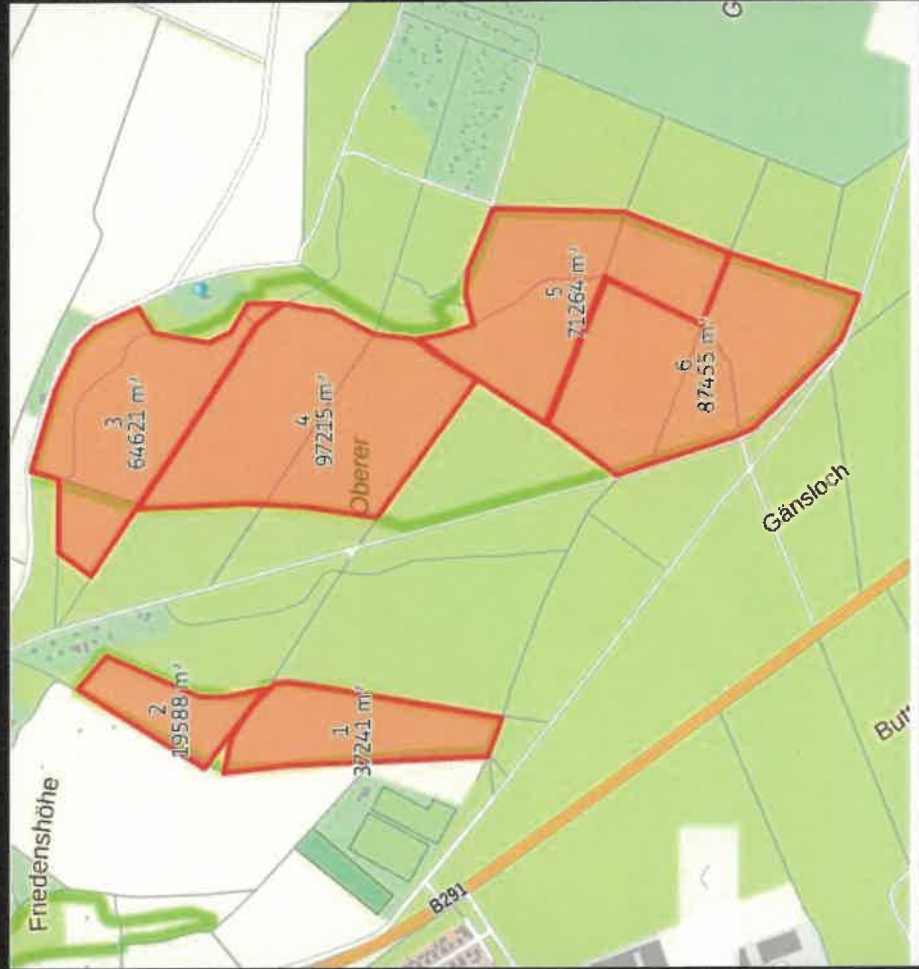 G
Friedenshöhe
3
64621 m²
4
97215 m²
Oberer
5
71264 m²
6
87455 m²
2
19588 m²
1
37241 m²
Gänsloch
B291
Butt